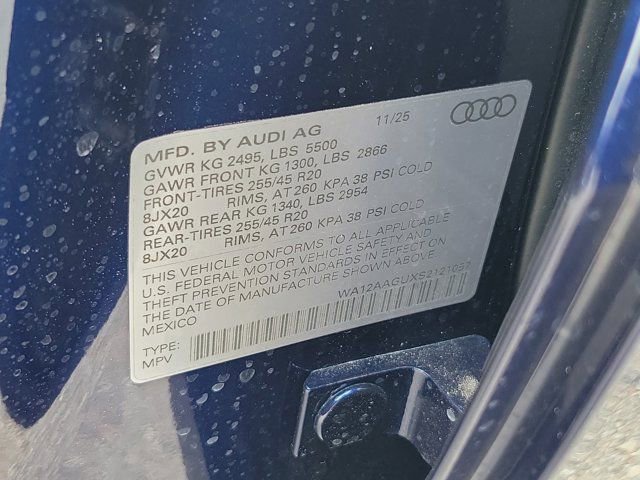 MFD. BY AUDI AG 11/25
GVWR KG 2495, LBS 5500
GAWR FRONT KG 1300, LBS 2866
FRONT-TIRES 255/45 R20
8JX20 RIMS, AT 260 KPA 38 PSI COLD
GAWR REAR KG 1340, LBS 2954
REAR-TIRES 255/45 R20
8JX20 RIMS, AT 260 KPA 38 PSI COLD
THIS VEHICLE CONFORMS TO ALL APPLICABLE
U.S. FEDERAL MOTOR VEHICLE SAFETY AND
THEFT PREVENTION STANDARDS IN EFFECT ON
THE DATE OF MANUFACTURE SHOWN ABOVE.
MEXICO WA12AAGUXS2121057
TYPE:
MPV